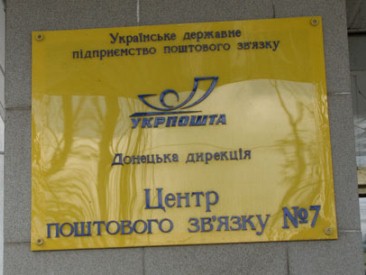 Українське державне
підприємство поштового зв'язку
УКРПОШТА
Донецька дирекція
Центр
поштового зв'язку №7